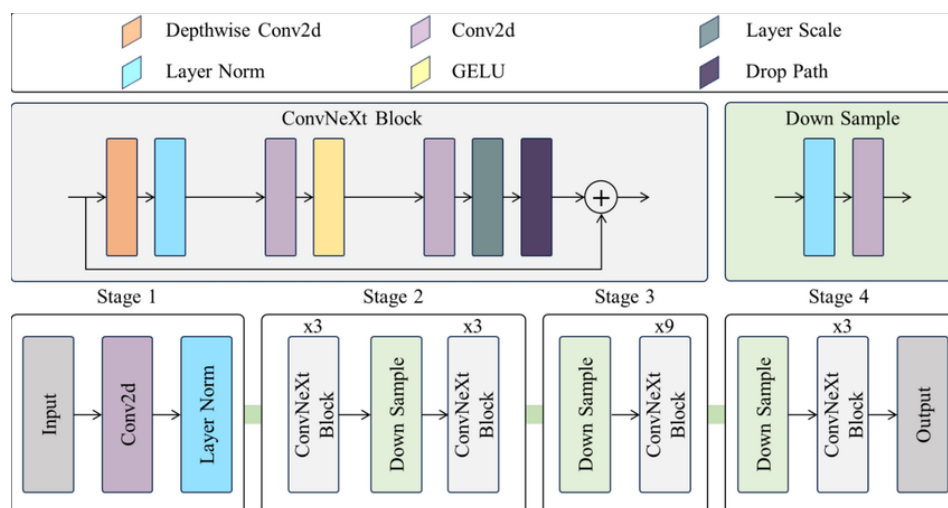 Depthwise Conv2d
Conv2d
Layer Scale
Layer Norm
GELU
Drop Path
ConvNeXt Block
Down Sample
+
Stage 1
Stage 2
Stage 3
Stage 4
Input
Conv2d
Layer Norm
x3
ConvNeXt
Block
Down Sample
x3
ConvNeXt
Block
Down Sample
x9
ConvNeXt
Block
Down Sample
x3
ConvNeXt
Block
Output